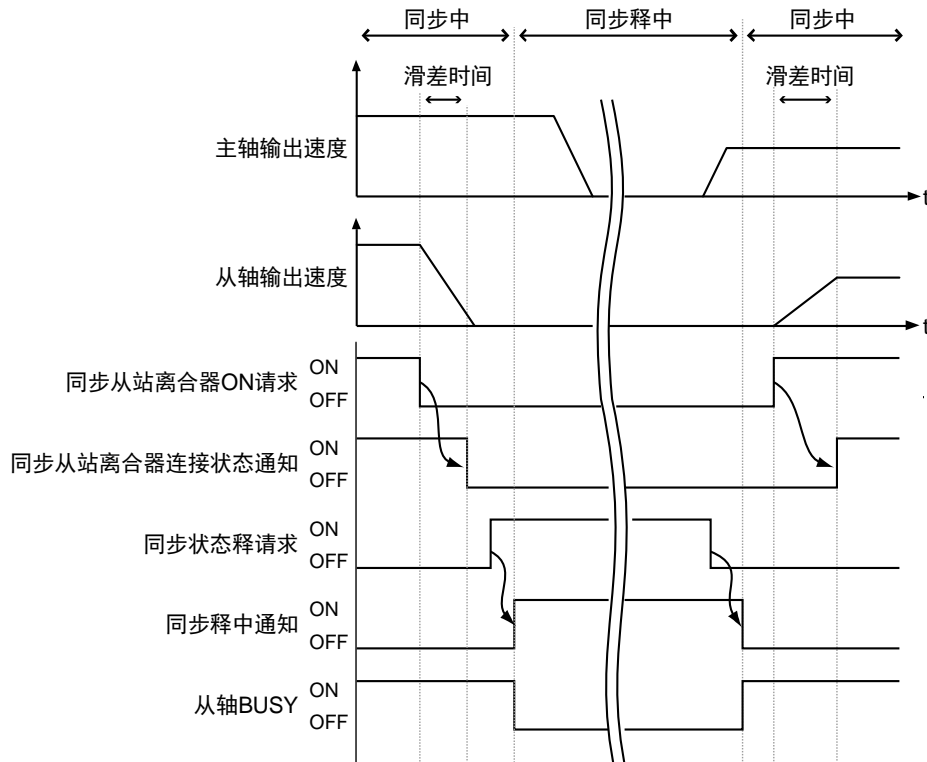 同步中
同步释中
同步中
滑差时间
滑差时间
主轴输出速度
t
从轴输出速度
t
同步从站离合器ON请求
ON
OFF
同步从站离合器连接状态通知
ON
OFF
同步状态释请求
ON
OFF
同步释中通知
ON
OFF
从轴BUSY
ON
OFF